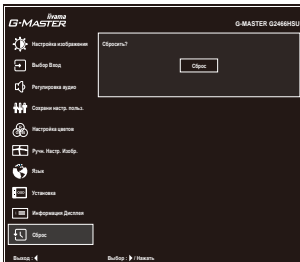 iiyama
G-MASTER
G-MASTER G2466HSU
Настройка изображения
Сбросить?
Сброс
Выбор Вход
Регулировка аудио
Сохрани настр. польз.
Настройка цветов
Ручн. Настр. Изобр.
Язык
OSD
Установка
Информация Дисплея
Сброс
Выход :
Выбор : / Нажать